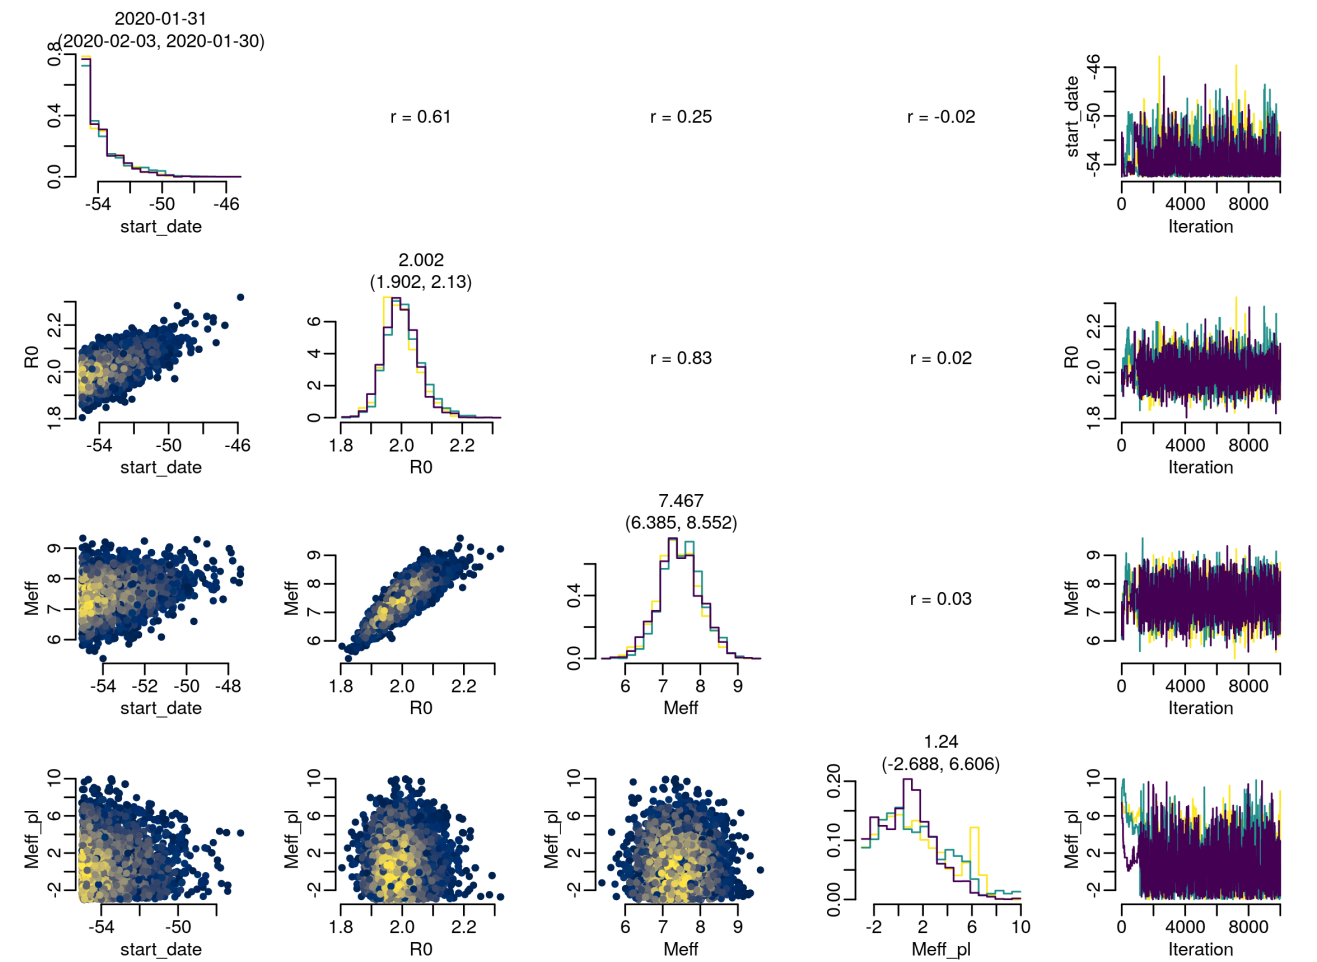 2020-01-31
(2020-02-03, 2020-01-30)
0.8
0.4
0.0
-54 -50 -46
start_date
r = 0.61
r = 0.25
r = -0.02
start_date
-46
-50
-54
0 4000 8000
Iteration
R0
2.2
2.0
1.8
-54 -50 -46
start_date
2.002
(1.902, 2.13)
6
4
2
0
1.8 2.0 2.2
R0
r = 0.83
r = 0.02
R0
2.2
2.0
1.8
0 4000 8000
Iteration
Meff
9
8
7
6
-54 -52 -50 -48
start_date
Meff
9
8
7
6
1.8 2.0 2.2
R0
7.467
(6.385, 8.552)
0.4
0.0
6 7 8 9
Meff
r = 0.03
Meff
9
8
7
6
0 4000 8000
Iteration
Meff_pl
10
6
2
-2
-54 -50
start_date
Meff_pl
10
6
2
-2
1.8 2.0 2.2
R0
Meff_pl
10
6
2
-2
6 7 8 9
Meff
1.24
(-2.688, 6.606)
0.20
0.10
0.00
-2 2 6 10
Meff_pl
Meff_pl
10
6
2
-2
0 4000 8000
Iteration